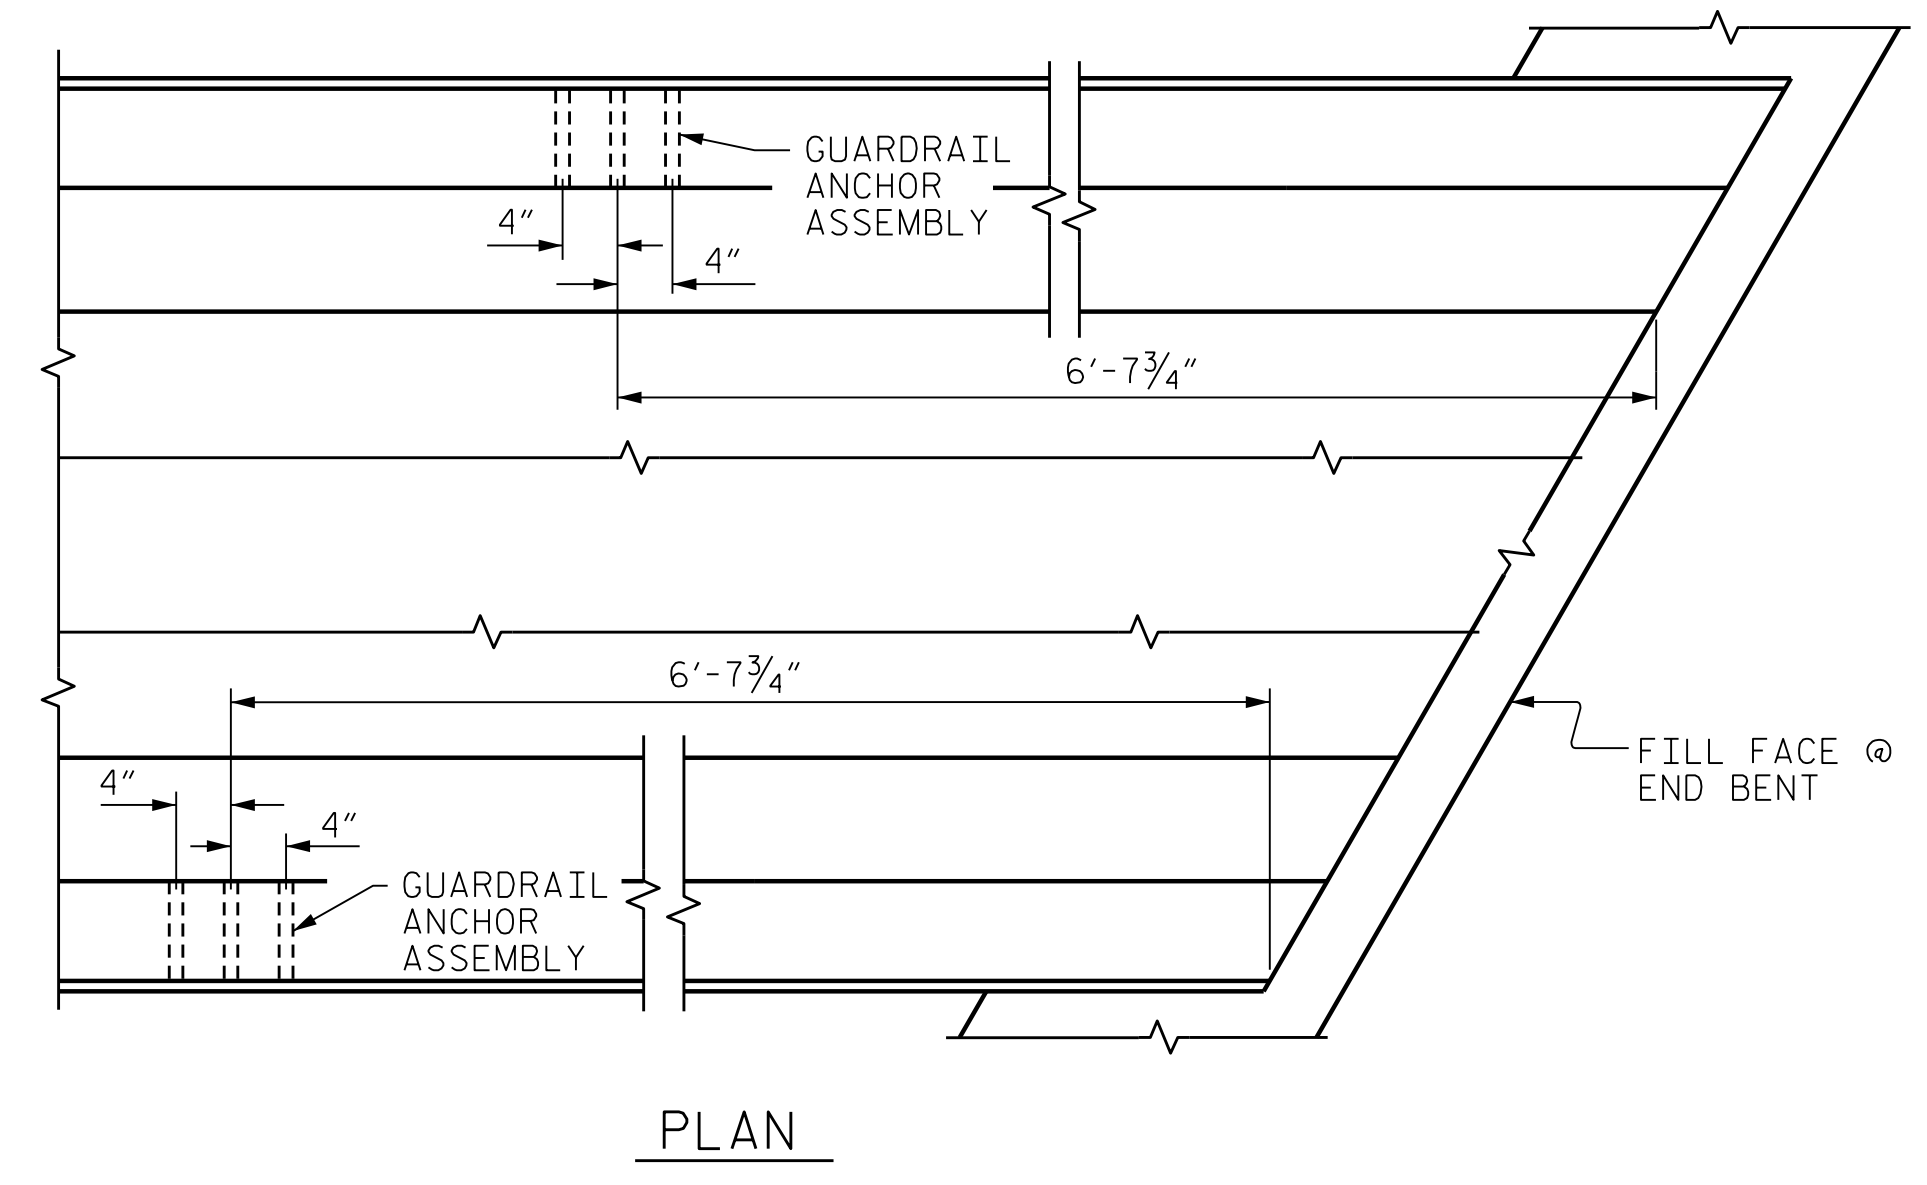 GUARDRAIL
ANCHOR
ASSEMBLY
4"
4"
6'-7¾"
6'-7¾"
4"
4"
GUARDRAIL
ANCHOR
ASSEMBLY
FILL FACE @
END BENT
PLAN